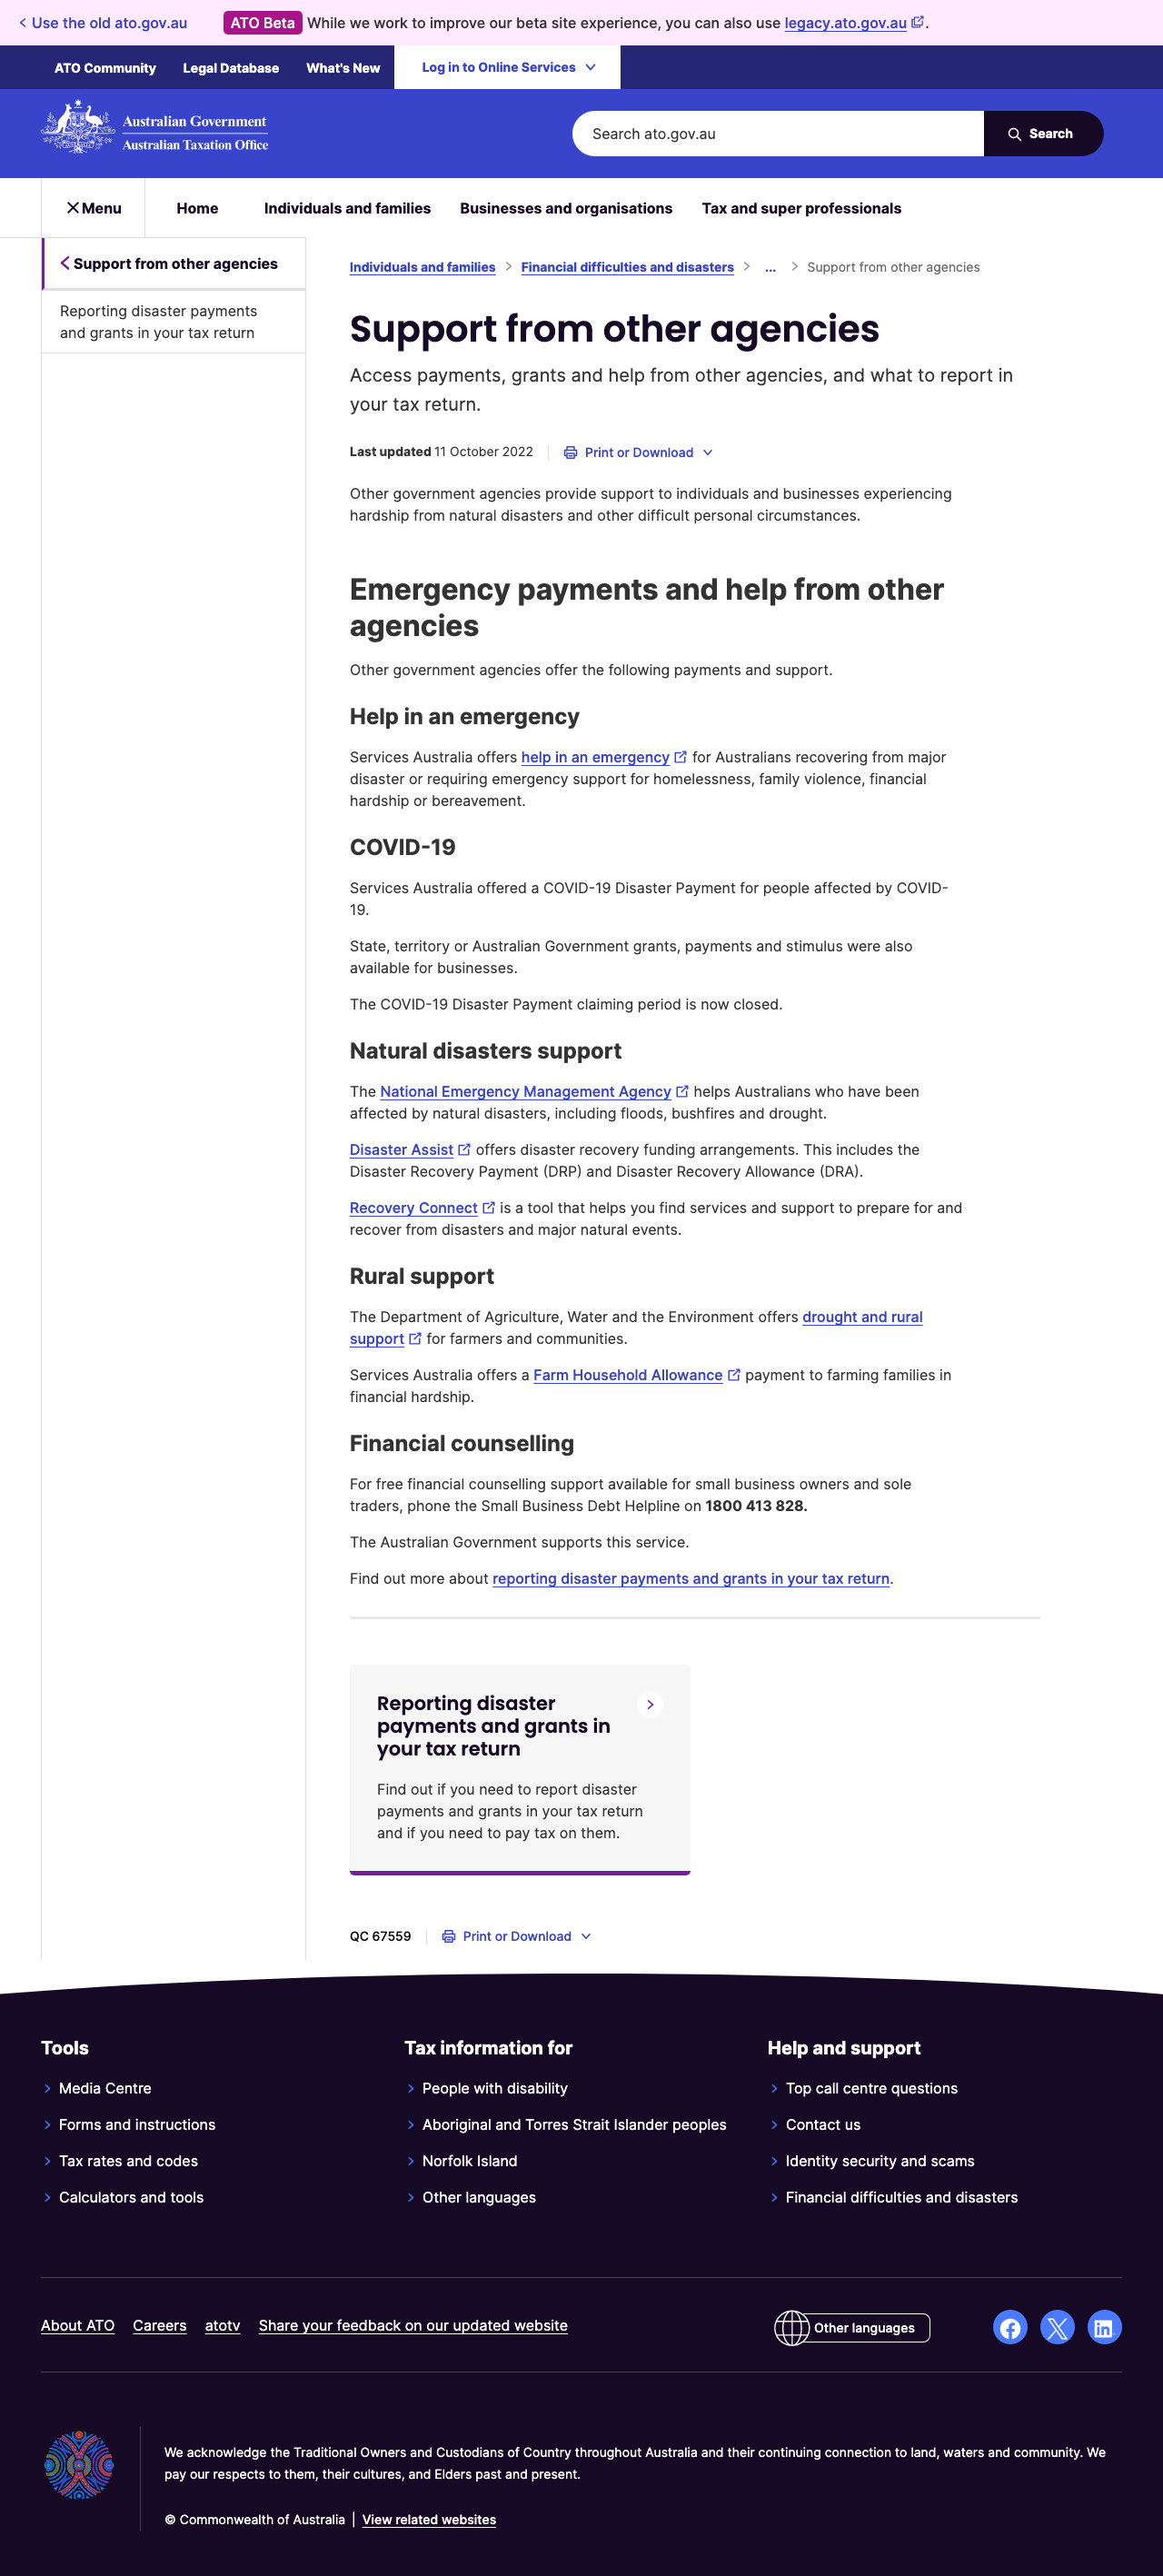 Use the old ato.gov.au
ATO Beta While we work to improve our beta site experience, you can also use legacy.ato.gov.au.
ATO Community Legal Database What's New Log in to Online Services
Australian Government
Australian Taxation Office
Search ato.gov.au Search
Menu Home Individuals and families Businesses and organisations Tax and super professionals
Support from other agencies
Reporting disaster payments
and grants in your tax return
Individuals and families Financial difficulties and disasters ... Support from other agencies
Support from other agencies
Access payments, grants and help from other agencies, and what to report in
your tax return.
Last updated 11 October 2022 Print or Download
Other government agencies provide support to individuals and businesses experiencing
hardship from natural disasters and other difficult personal circumstances.
Emergency payments and help from other
agencies
Other government agencies offer the following payments and support.
Help in an emergency
Services Australia offers help in an emergency for Australians recovering from major
disaster or requiring emergency support for homelessness, family violence, financial
hardship or bereavement.
COVID-19
Services Australia offered a COVID-19 Disaster Payment for people affected by COVID-
19.
State, territory or Australian Government grants, payments and stimulus were also
available for businesses.
The COVID-19 Disaster Payment claiming period is now closed.
Natural disasters support
The National Emergency Management Agency helps Australians who have been
affected by natural disasters, including floods, bushfires and drought.
Disaster Assist offers disaster recovery funding arrangements. This includes the
Disaster Recovery Payment (DRP) and Disaster Recovery Allowance (DRA).
Recovery Connect is a tool that helps you find services and support to prepare for and
recover from disasters and major natural events.
Rural support
The Department of Agriculture, Water and the Environment offers drought and rural
support for farmers and communities.
Services Australia offers a Farm Household Allowance payment to farming families in
financial hardship.
Financial counselling
For free financial counselling support available for small business owners and sole
traders, phone the Small Business Debt Helpline on 1800 413 828.
The Australian Government supports this service.
Find out more about reporting disaster payments and grants in your tax return.
Reporting disaster
payments and grants in
your tax return
Find out if you need to report disaster
payments and grants in your tax return
and if you need to pay tax on them.
QC 67559 Print or Download
Tools
Media Centre
Forms and instructions
Tax rates and codes
Calculators and tools
Tax information for
People with disability
Aboriginal and Torres Strait Islander peoples
Norfolk Island
Other languages
Help and support
Top call centre questions
Contact us
Identity security and scams
Financial difficulties and disasters
About ATO Careers atotv Share your feedback on our updated website Other languages
We acknowledge the Traditional Owners and Custodians of Country throughout Australia and their continuing connection to land, waters and community. We
pay our respects to them, their cultures, and Elders past and present.
© Commonwealth of Australia | View related websites